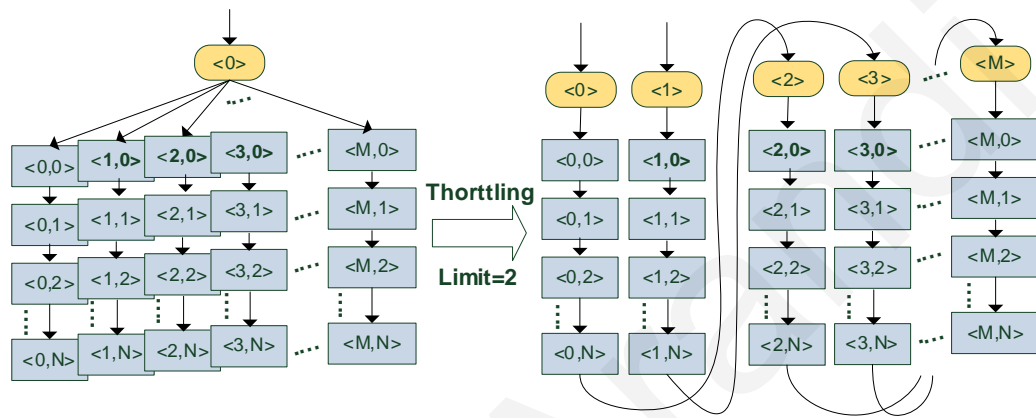 <0>
<0,0> <1,0> <2,0> <3,0> <M,0>
<0,1> <1,1> <2,1> <3,1> <M,1>
<0,2> <1,2> <2,2> <3,2> <M,2>
<0,N> <1,N> <2,N> <3,N> <M,N>
Thorttling
Limit=2
<0> <1> <2> <3> <M>
<0,0> <1,0> <2,0> <3,0> <M,0>
<0,1> <1,1> <2,1> <3,1> <M,1>
<0,2> <1,2> <2,2> <3,2> <M,2>
<0,N> <1,N> <2,N> <3,N> <M,N>